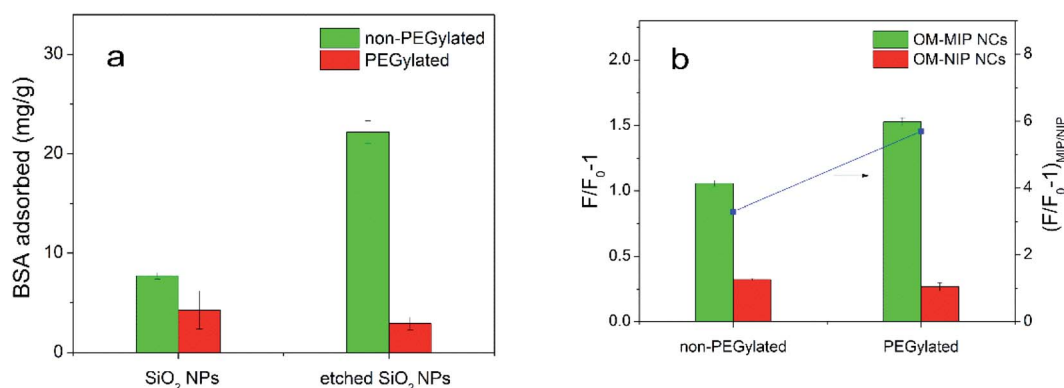 a
non-PEGylated
PEGylated
BSA adsorbed (mg/g)
30
20
10
0
SiO2 NPs
etched SiO2 NPs
b
OM-MIP NCs
OM-NIP NCs
F/F0-1
2.0
1.5
1.0
0.5
0.0
8
6
4
2
0
(F/F0-1)MIP/NIP
non-PEGylated
PEGylated